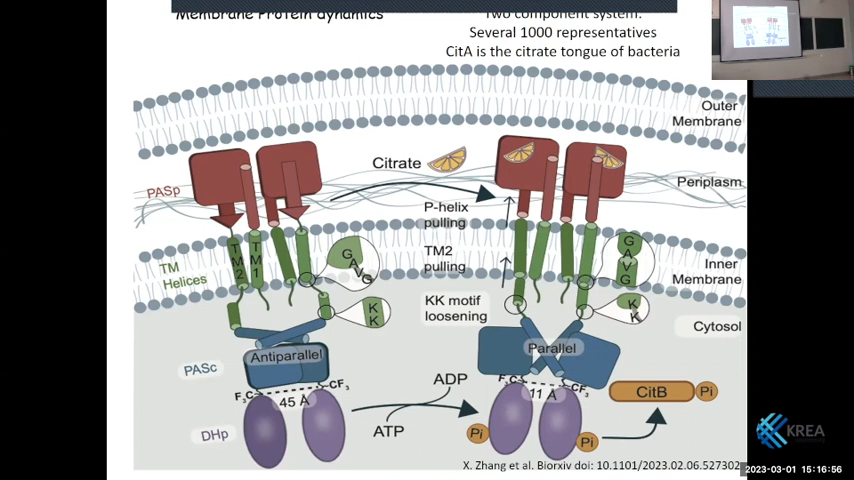 Membrane Protein dynamics
Two component system:
Several 1000 representatives
CitA is the citrate tongue of bacteria
Outer
Membrane
Citrate
PASp
Periplasm
P-helix
pulling
TM2
TM1
G
A
V
G
G
A
V
G
TM
Helices
TM2
pulling
Inner
Membrane
K
K
KK motif
loosening
K
K
Cytosol
Antiparallel
Parallel
PASc
F₃C
CF₃
45 Å
ADP
ATP
F₃C
CF₃
11 Å
CitB
Pi
DHp
Pi
Pi
KREA
X. Zhang et al. Biorxiv doi: 10.1101/2023.02.06.527302
2023-03-01 15:16:56